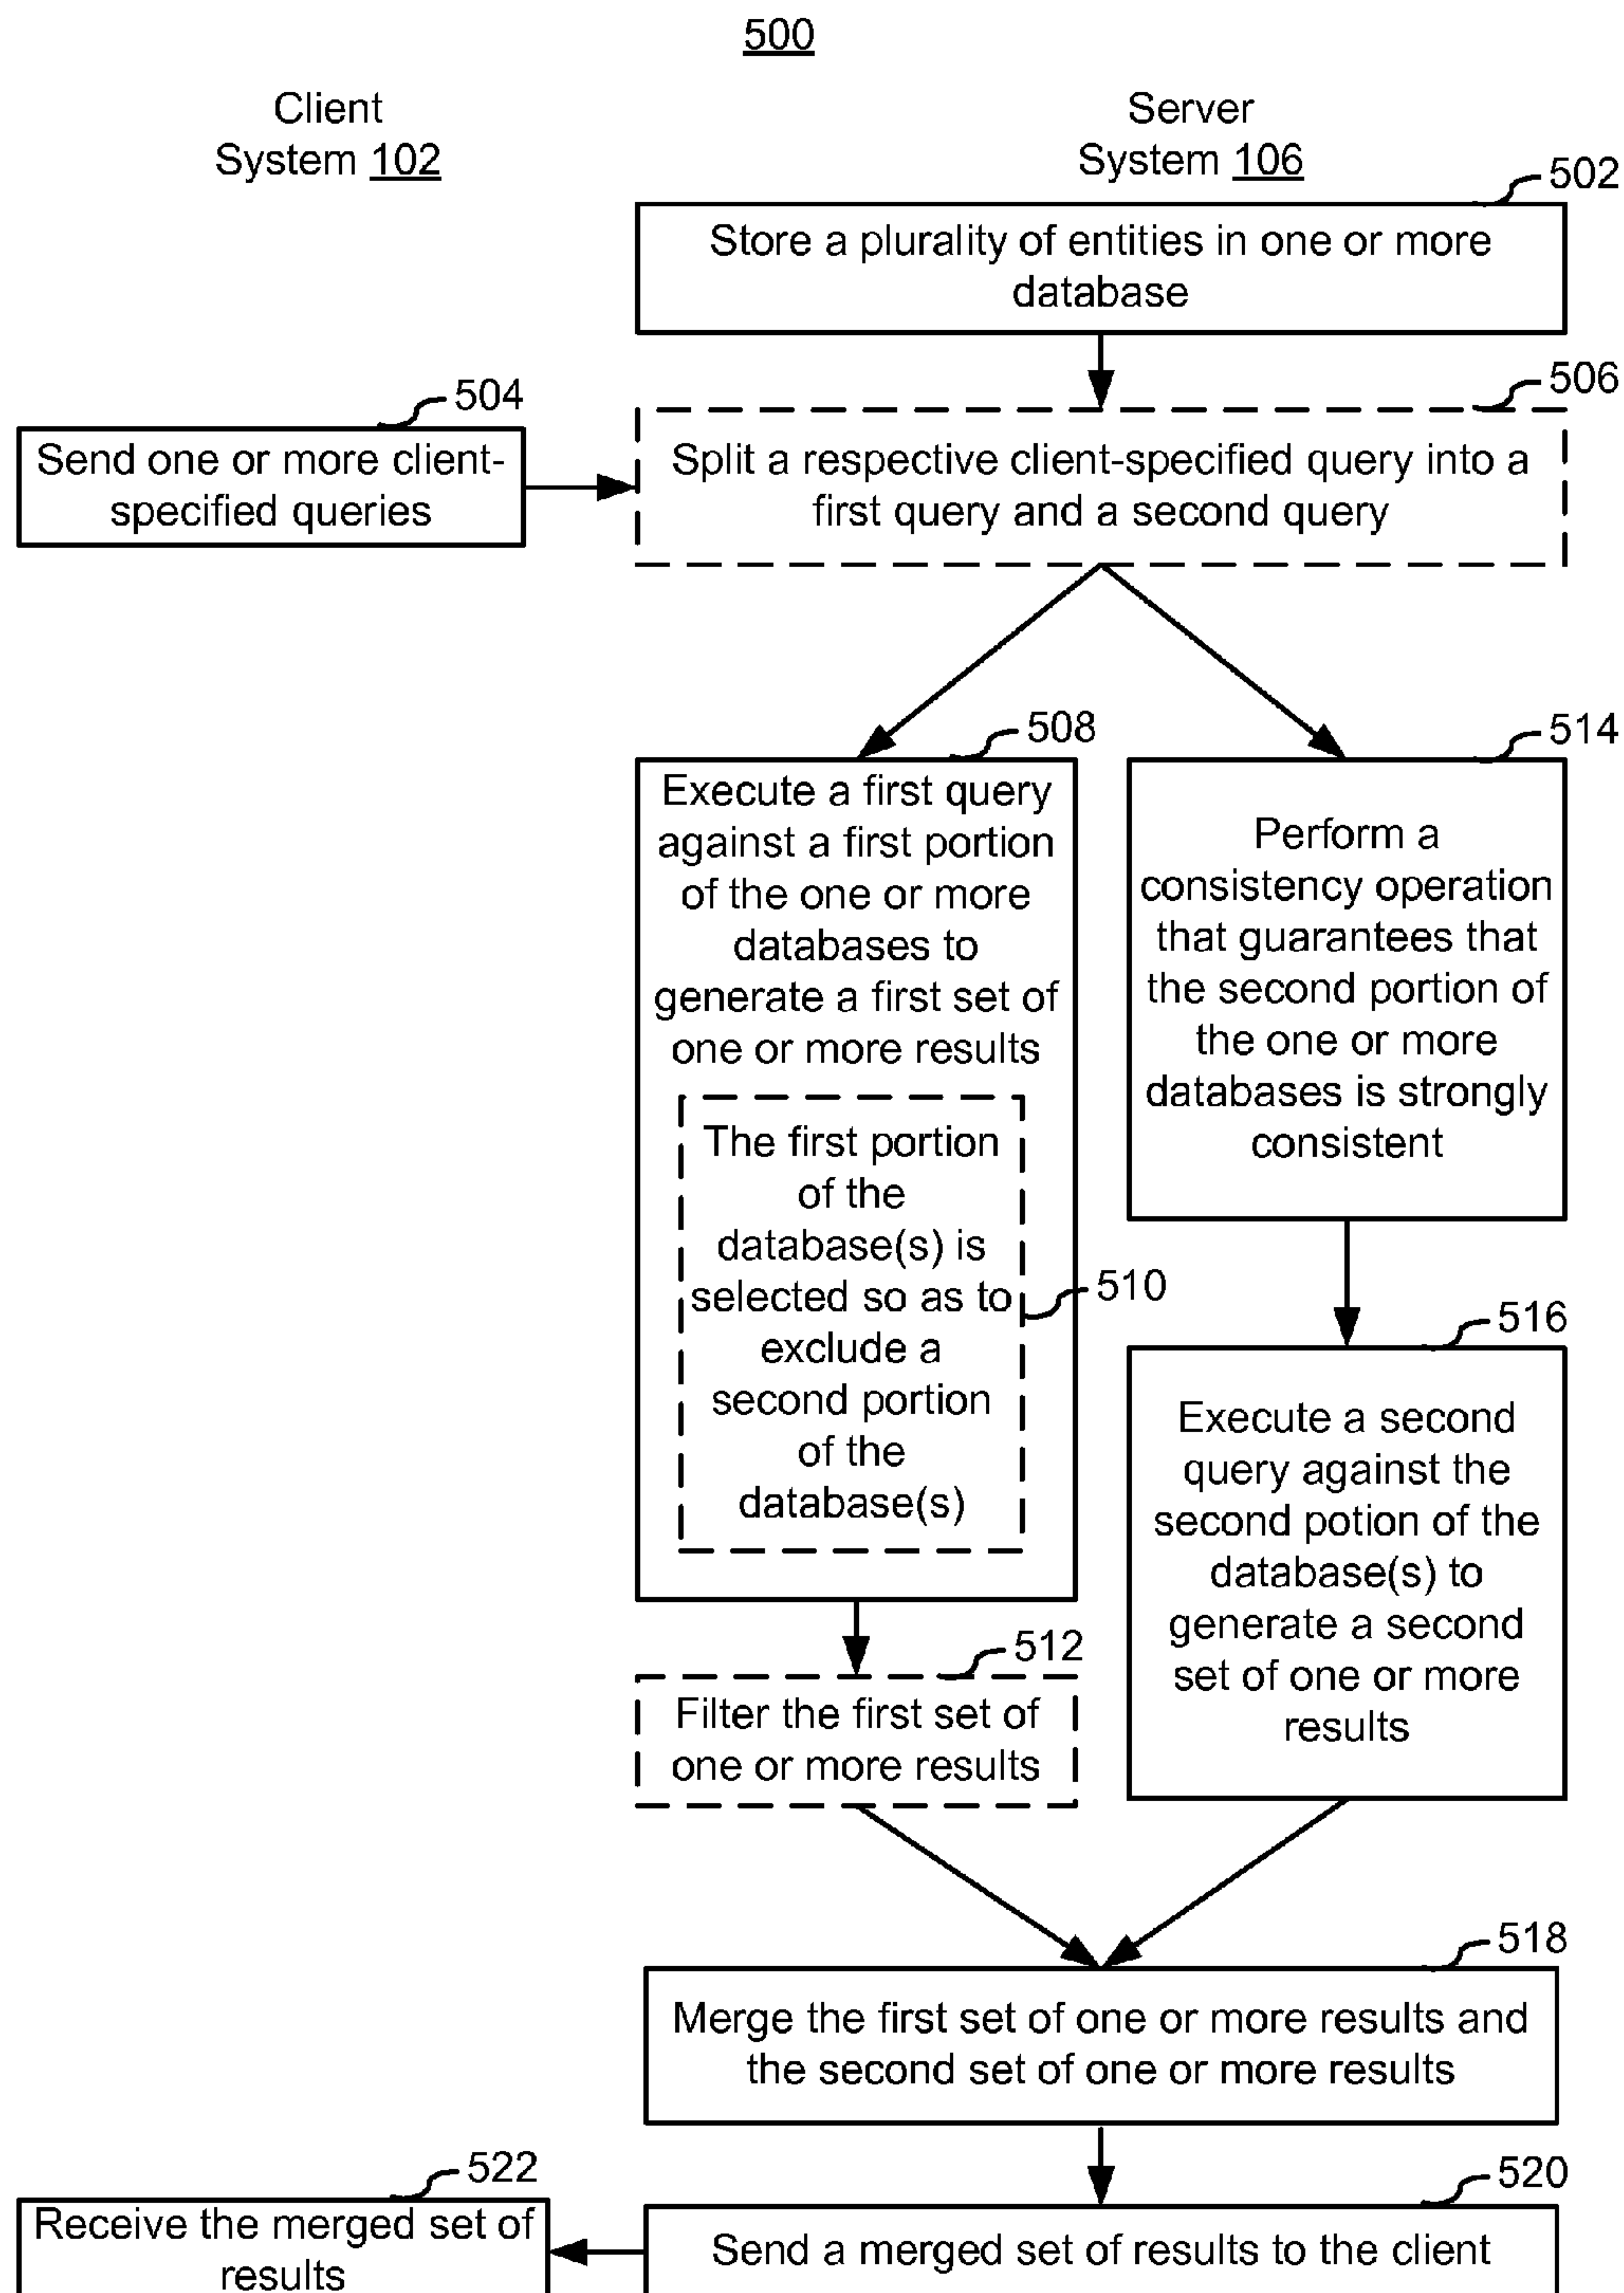 500
Client
System 102
Server
System 106
502
Store a plurality of entities in one or more
database
504
Send one or more client-
specified queries
506
Split a respective client-specified query into a
first query and a second query
508
Execute a first query
against a first portion
of the one or more
databases to
generate a first set of
one or more results
The first portion
of the
database(s) is
selected so as to
exclude a
second portion
of the
database(s)
510
512
Filter the first set of
one or more results
514
Perform a
consistency operation
that guarantees that
the second portion of
the one or more
databases is strongly
consistent
516
Execute a second
query against the
second potion of the
database(s) to
generate a second
set of one or more
results
518
Merge the first set of one or more results and
the second set of one or more results
520
Send a merged set of results to the client
522
Receive the merged set of
results